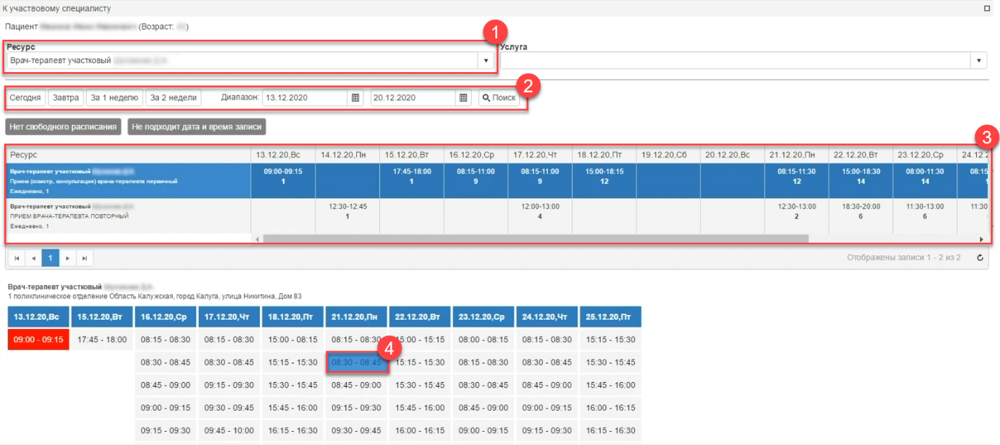 К участвовому специалисту
Пациент (Возраст: )
1
Ресурс Услуга
Врач-терапевт участковый
2
Сегодня Завтра За 1 неделю За 2 недели Диапазон: 13.12.2020 20.12.2020 Поиск
Нет свободного расписания Не подходит дата и время записи
3
Ресурс 13.12.20,Вс 14.12.20,Пн 15.12.20,Вт 16.12.20,Ср 17.12.20,Чт 18.12.20,Пт 19.12.20,Сб 20.12.20,Вс 21.12.20,Пн 22.12.20,Вт 23.12.20,Ср 24.12.2
Врач-терапевт участковый 09:00-09:15 17:45-18:00 08:15-11:00 08:15-11:00 15:00-18:15 08:15-11:30 15:00-18:30 08:00-11:30 08:15
Прием (осмотр, консультация) врача-терапевта первичный 1 1 9 9 12 12 14 14 1
Ежедневно, 1
Врач-терапевт участковый 12:30-12:45 12:00-13:00 12:30-13:00 18:30-20:00 11:30-13:00 11:30
ПРИЕМ ВРАЧА-ТЕРАПЕВТА ПОВТОРНЫЙ 1 4 2 6 6
Ежедневно, 1
1 Отображены записи 1 - 2 из 2
Врач-терапевт участковый
1 поликлиническое отделение Область Калужская, город Калуга, улица Никитина, Дом 83
13.12.20,Вс 15.12.20,Вт 16.12.20,Ср 17.12.20,Чт 18.12.20,Пт 21.12.20,Пн 22.12.20,Вт 23.12.20,Ср 24.12.20,Чт 25.12.20,Пт
09:00 - 09:15 17:45 - 18:00 08:15 - 08:30 08:15 - 08:30 15:00 - 08:15 08:15 - 08:30 15:00 - 15:15 08:00 - 08:15 08:15 - 08:30 15:15 - 15:30
4
08:30 - 08:45 08:30 - 08:45 15:15 - 15:30 08:30 - 08:45 15:15 - 15:30 08:15 - 08:30 08:30 - 08:45 15:30 - 15:45
08:45 - 09:00 09:15 - 09:30 15:30 - 15:45 08:45 - 09:00 15:30 - 15:45 08:30 - 08:45 08:45 - 09:00 15:45 - 16:00
09:00 - 09:15 09:30 - 09:45 15:45 - 16:00 09:15 - 09:30 15:45 - 16:00 08:45 - 09:00 09:00 - 09:15 16:00 - 16:15
09:15 - 09:30 09:45 - 10:00 16:15 - 16:30 09:30 - 09:45 16:00 - 16:15 09:00 - 09:15 09:15 - 09:30 16:15 - 16:30